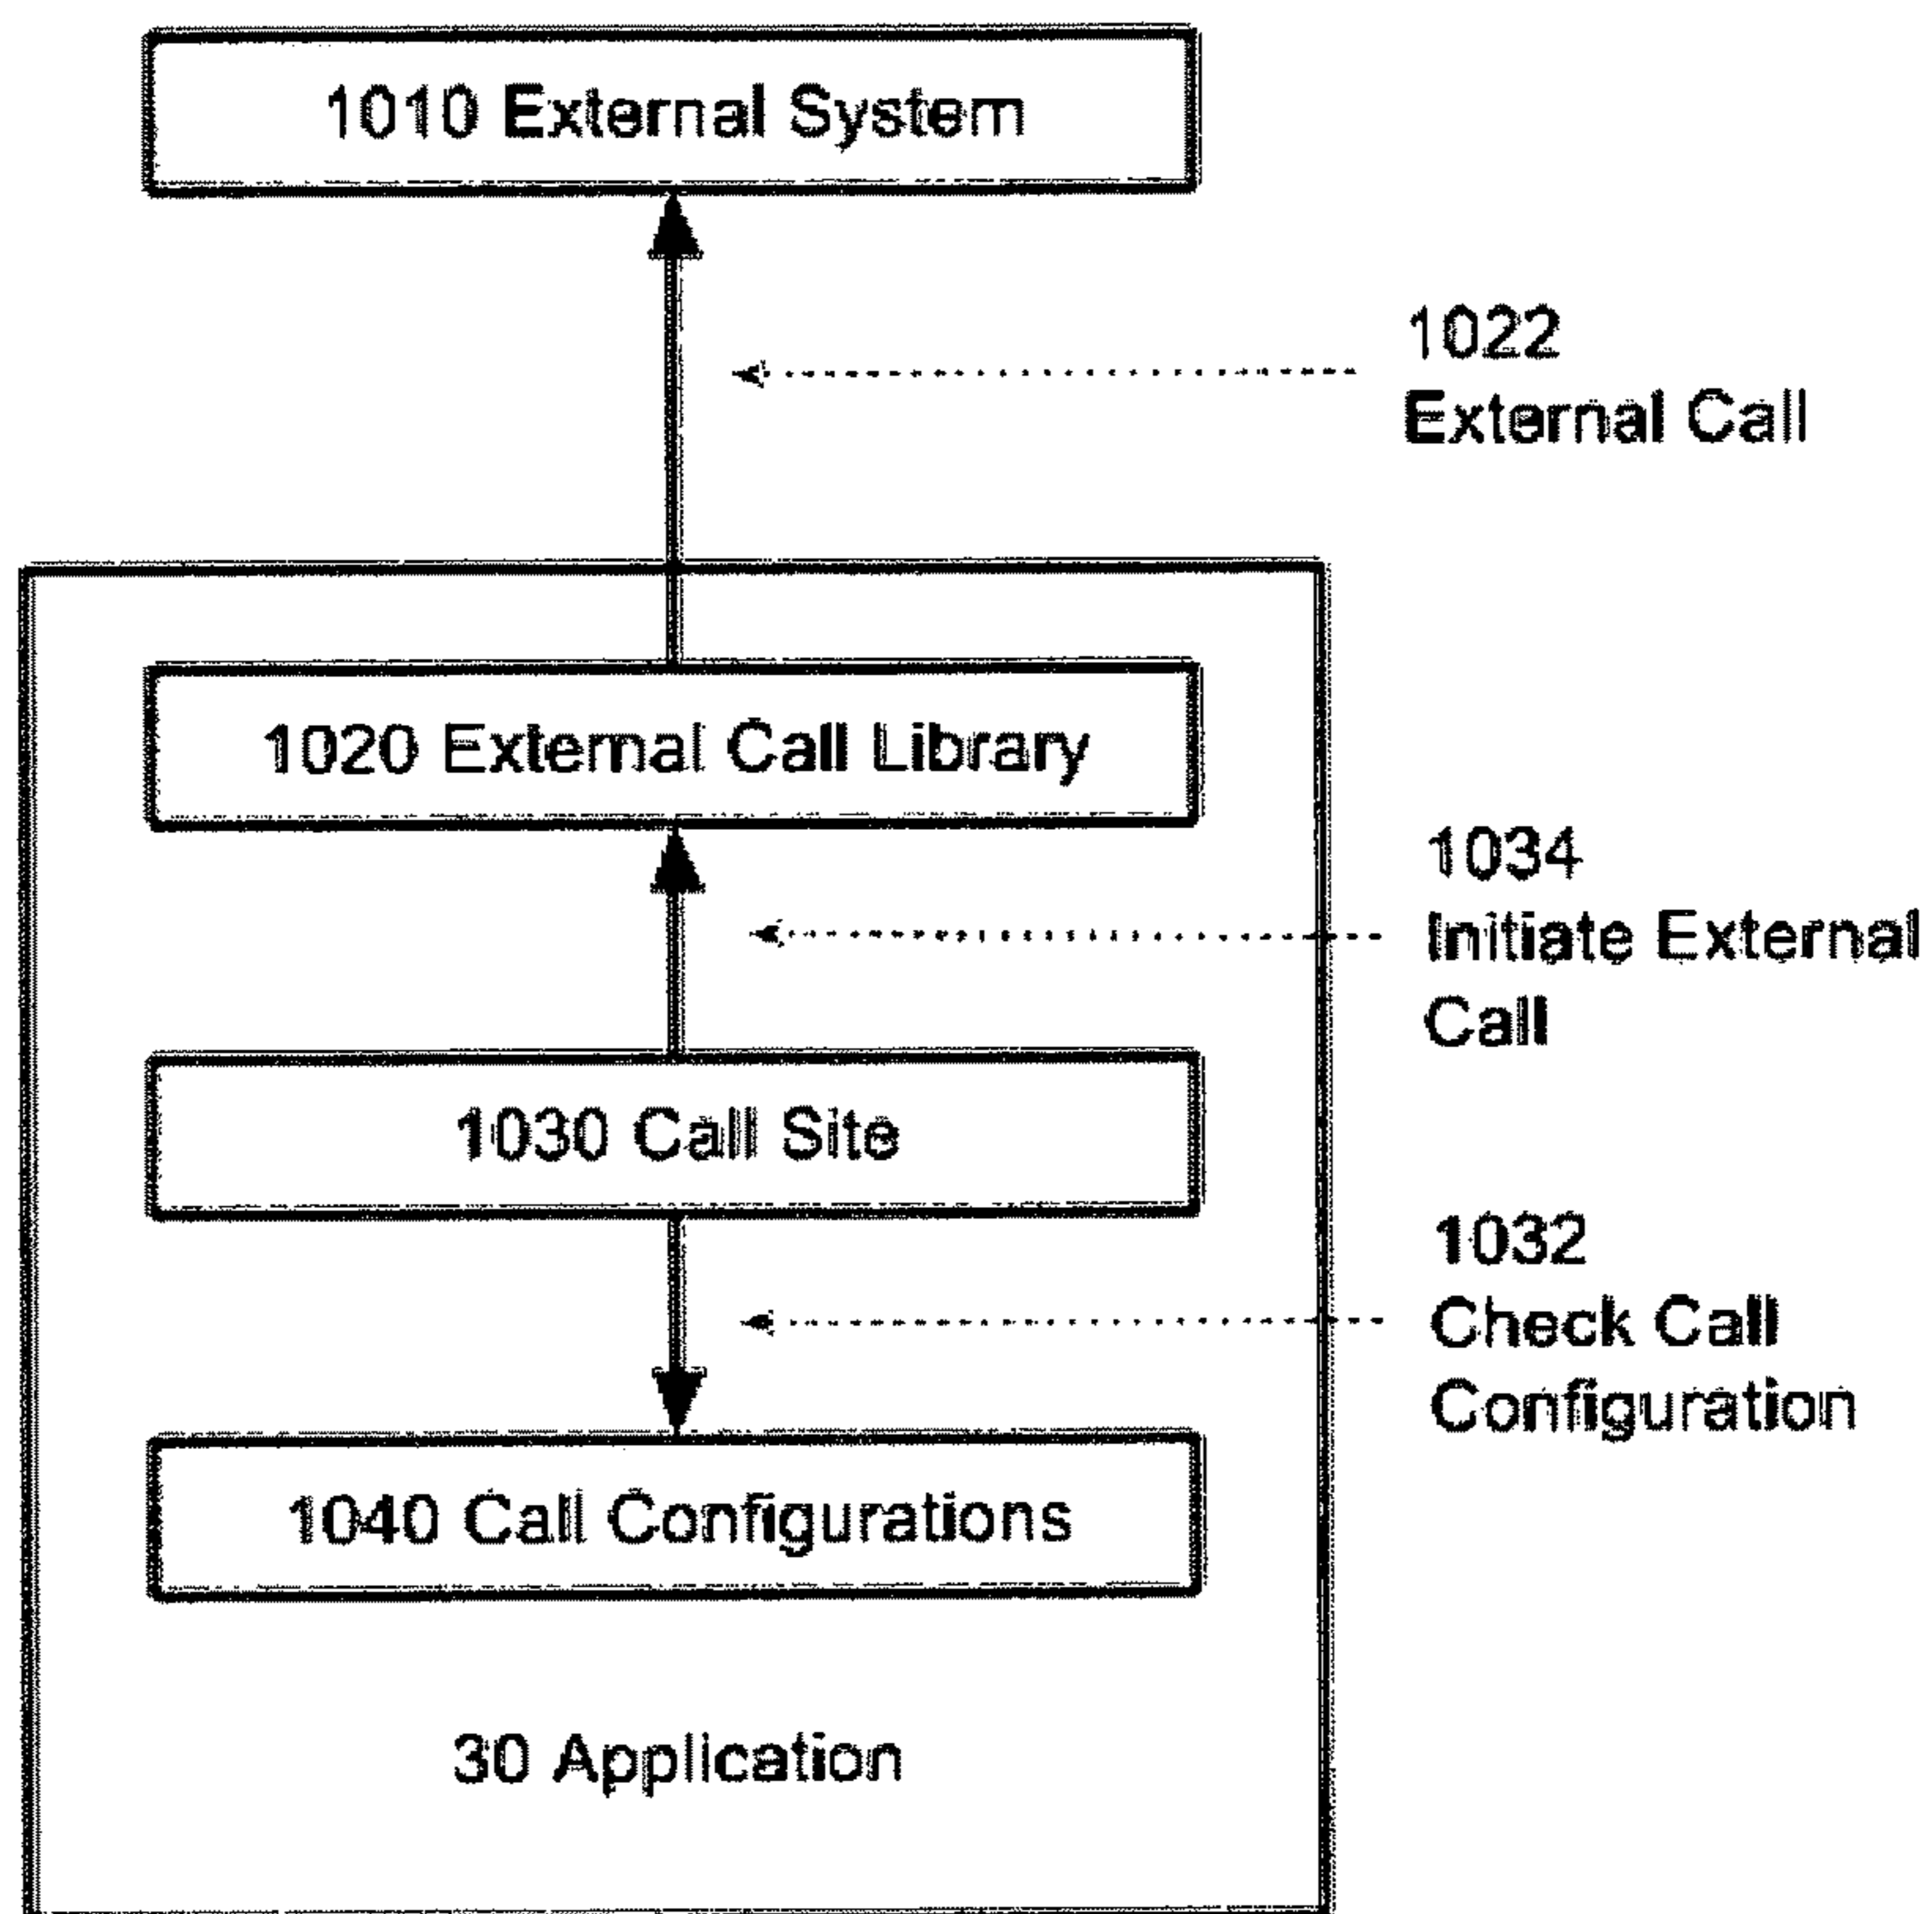 1010 External System
1022
External Call
1020 External Call Library
1034
Initiate External
Call
1030 Call Site
1032
Check Call
Configuration
1040 Call Configurations
30 Application